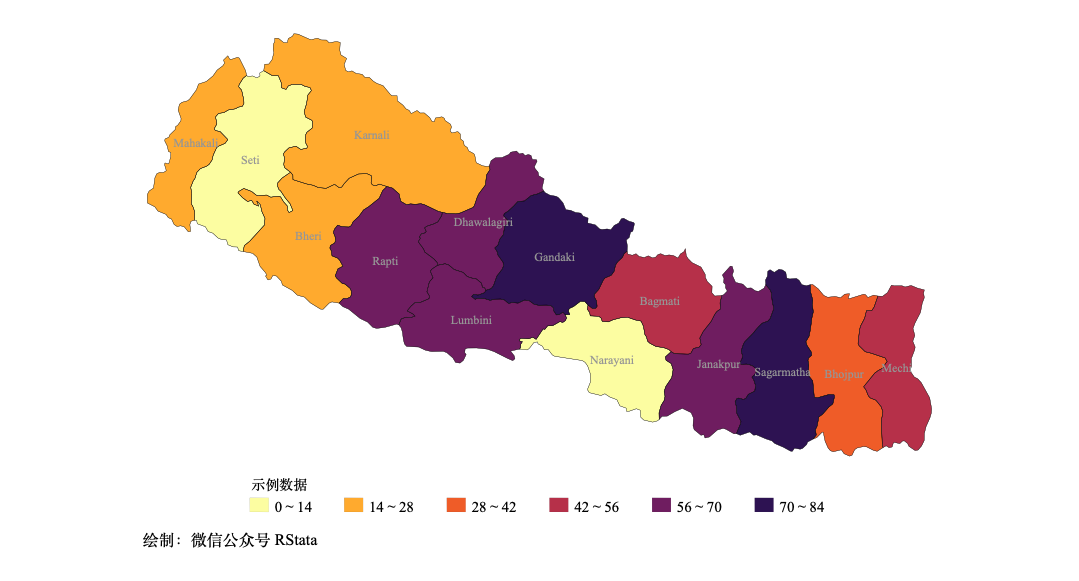 Karnali
Mahakali
Seti
Dhawalagiri
Bheri
Gandaki
Rapti
Bagmati
Lumbini
Narayani
Janakpur
Sagarmatha
Bhojpur
Mechi
示例数据
0 ~ 14 14 ~ 28 28 ~ 42 42 ~ 56 56 ~ 70 70 ~ 84
绘制：微信公众号 RStata